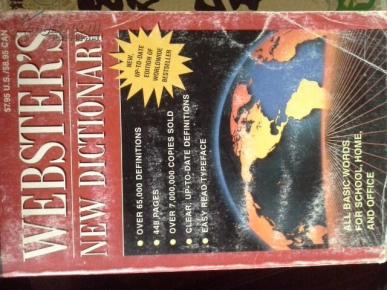 $7.95 U.S./$8.95 CAN
WEBSTER'S
NEW DICTIONARY
NEW,
UP-TO-DATE
EDITION OF
WORLDWIDE
BESTSELLER
OVER 65,000 DEFINITIONS
448 PAGES
OVER 7,000,000 COPIES SOLD
CLEAR, UP-TO-DATE DEFINITIONS
EASY READ TYPEFACE
ALL BASIC WORDS
FOR SCHOOL, HOME,
AND OFFICE